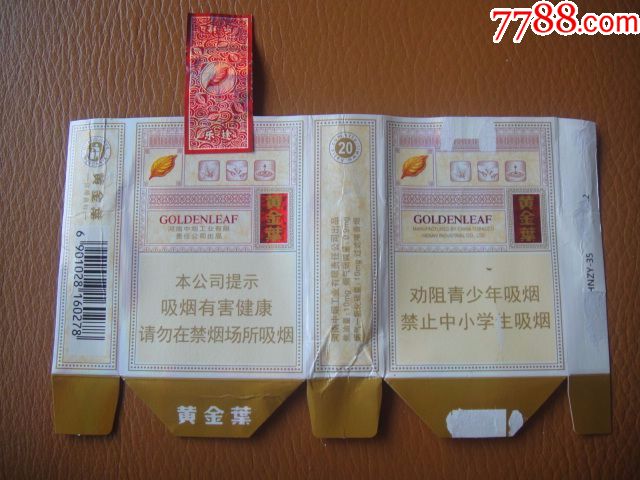 7788.com
乐途
黄金葉
6 901028 160278
GOLDENLEAF
河南中烟工业有限
责任公司出品
黄金葉
本公司提示
吸烟有害健康
请勿在禁烟场所吸烟
黄金葉
20
GOLDENLEAF
MANUFACTURED BY CHINA TOBACCO
HENAN INDUSTRIAL CO., LTD.
黄金葉
劝阻青少年吸烟
禁止中小学生吸烟
HNZY-35